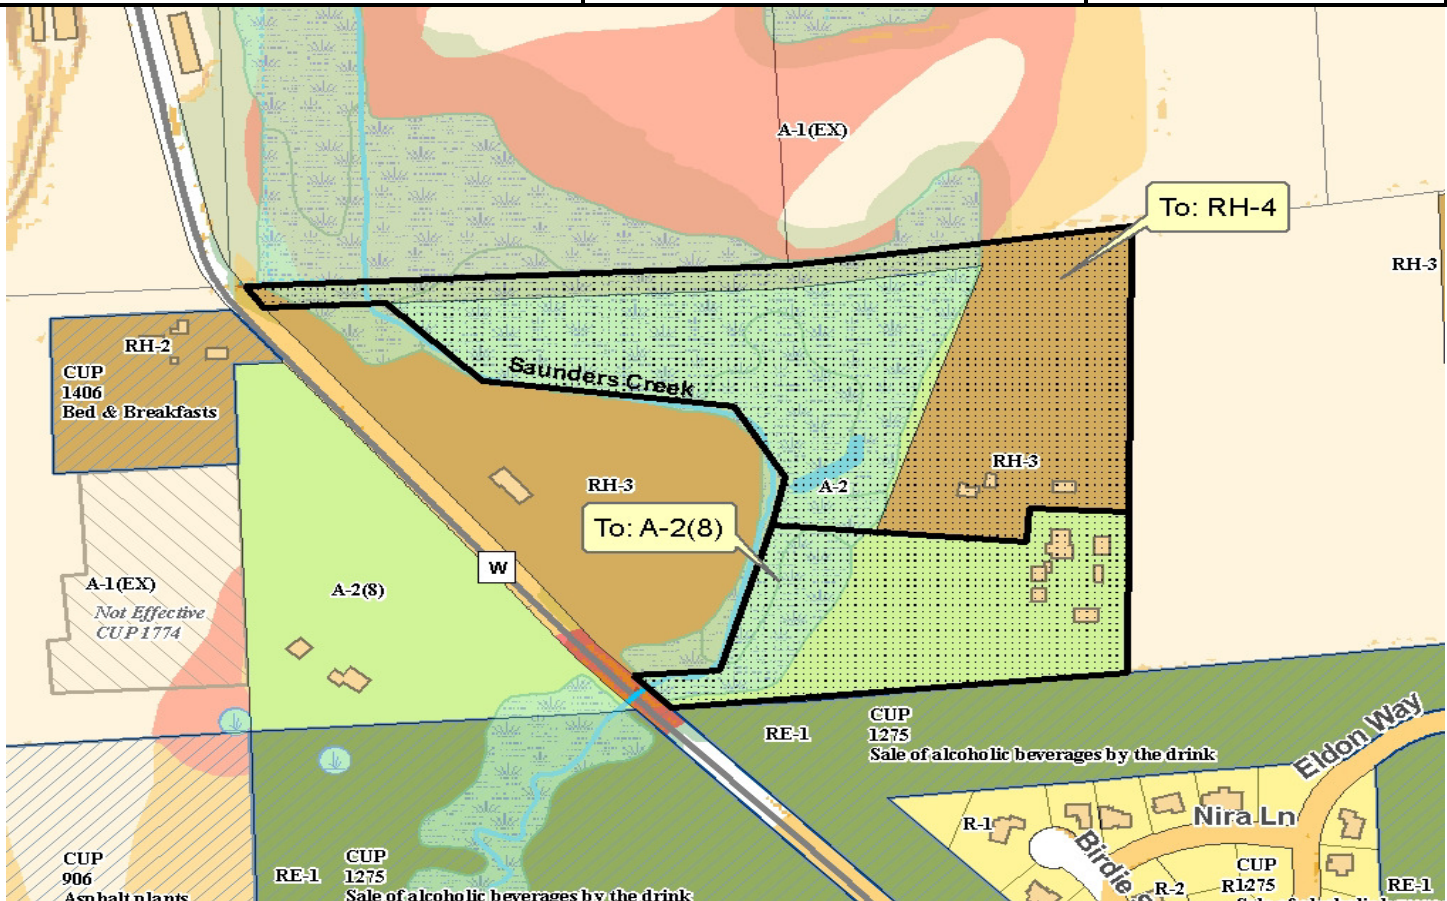 A-1(EX)
To: RH-4
RH-3
RH-2
CUP
1406
Bed & Breakfasts
Saunders Creek
RH-3
RH-3
A-2
To: A-2(8)
W
A-1(EX)
Not Effective
CUP 1774
A-2(8)
RE-1
CUP
1275
Sale of alcoholic beverages by the drink
Eldon Way
Nira Ln
R-1
Birdie
CUP
906
Asphalt plants
RE-1
CUP
1275
Sale of alcoholic beverages by the drink
R-2
CUP
1275
RE-1